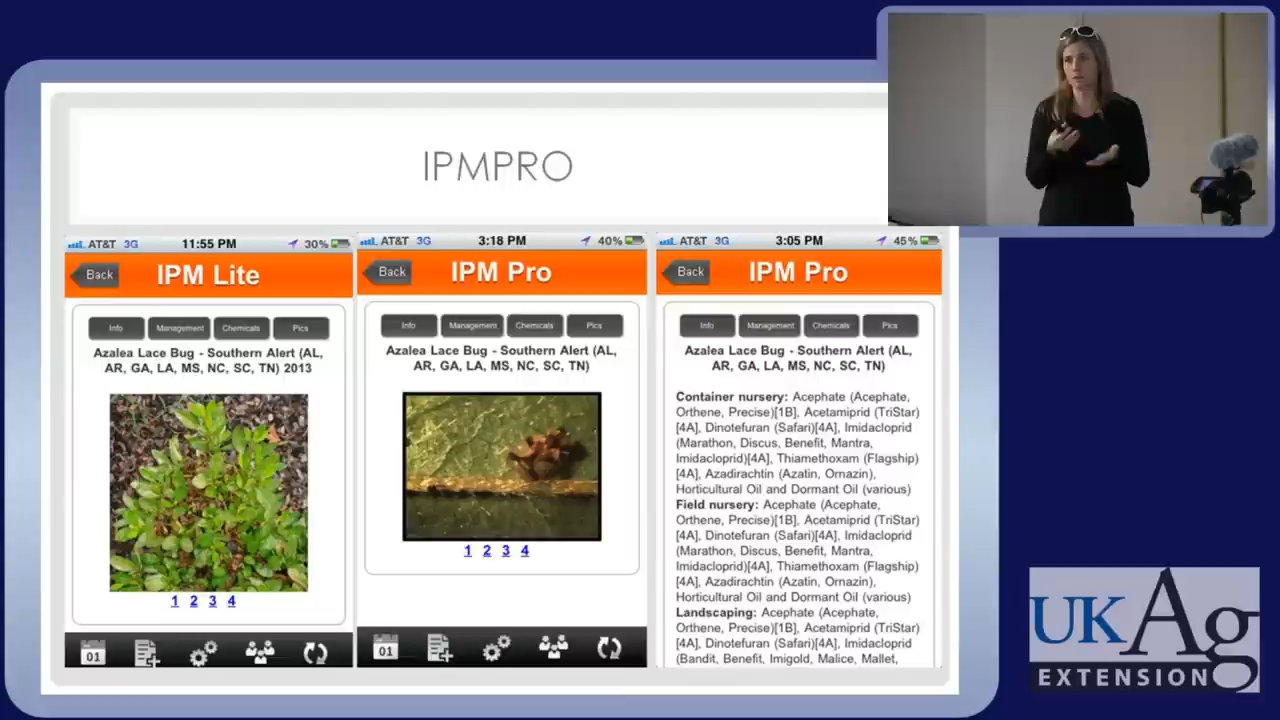 IPMPRO
AT&T 3G 11:55 PM 30%
Back IPM Lite
Info Management Chemicals Pics
Azalea Lace Bug - Southern Alert (AL,
AR, GA, LA, MS, NC, SC, TN) 2013
1 2 3 4
01
AT&T 3G 3:18 PM 40%
Back IPM Pro
Info Management Chemicals Pics
Azalea Lace Bug - Southern Alert (AL,
AR, GA, LA, MS, NC, SC, TN)
1 2 3 4
01
AT&T 3G 3:05 PM 45%
Back IPM Pro
Info Management Chemicals Pics
Azalea Lace Bug - Southern Alert (AL,
AR, GA, LA, MS, NC, SC, TN)
Container nursery: Acephate (Acephate,
Orthene, Precise)[1B], Acetamiprid (TriStar)
[4A], Dinotefuran (Safari)[4A], Imidacloprid
(Marathon, Discus, Benefit, Mantra,
Imidacloprid)[4A], Thiamethoxam (Flagship)
[4A], Azadirachtin (Azatin, Ornazin),
Horticultural Oil and Dormant Oil (various)
Field nursery: Acephate (Acephate,
Orthene, Precise)[1B], Acetamiprid (TriStar)
[4A], Dinotefuran (Safari)[4A], Imidacloprid
(Marathon, Discus, Benefit, Mantra,
Imidacloprid)[4A], Thiamethoxam (Flagship)
[4A], Azadirachtin (Azatin, Ornazin),
Horticultural Oil and Dormant Oil (various)
Landscaping: Acephate (Acephate,
Orthene, Precise)[1B], Acetamiprid (TriStar)
[4A], Dinotefuran (Safari)[4A], Imidacloprid
(Bandit, Benefit, Imigold, Malice, Mallet,
UKAg
EXTENSION